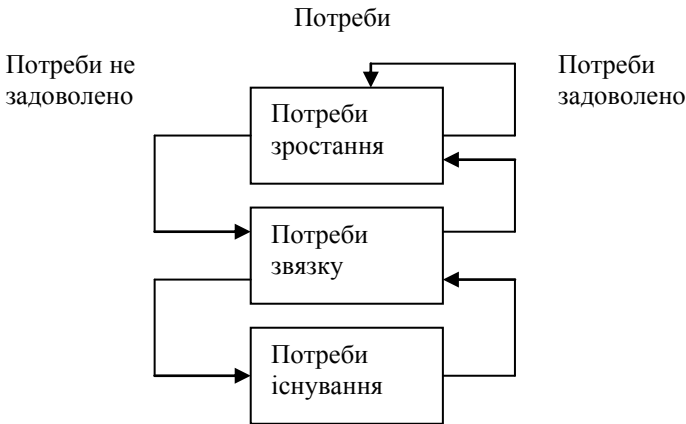 Потреби
Потреби не
задоволено
Потреби
задоволено
Потреби
зростання
Потреби
звязку
Потреби
існування